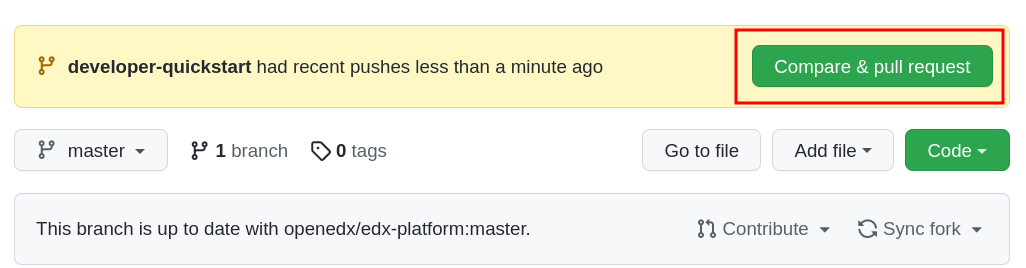 developer-quickstart had recent pushes less than a minute ago
Compare & pull request
master
1 branch
0 tags
Go to file
Add file
Code
This branch is up to date with openedx/edx-platform:master.
Contribute
Sync fork